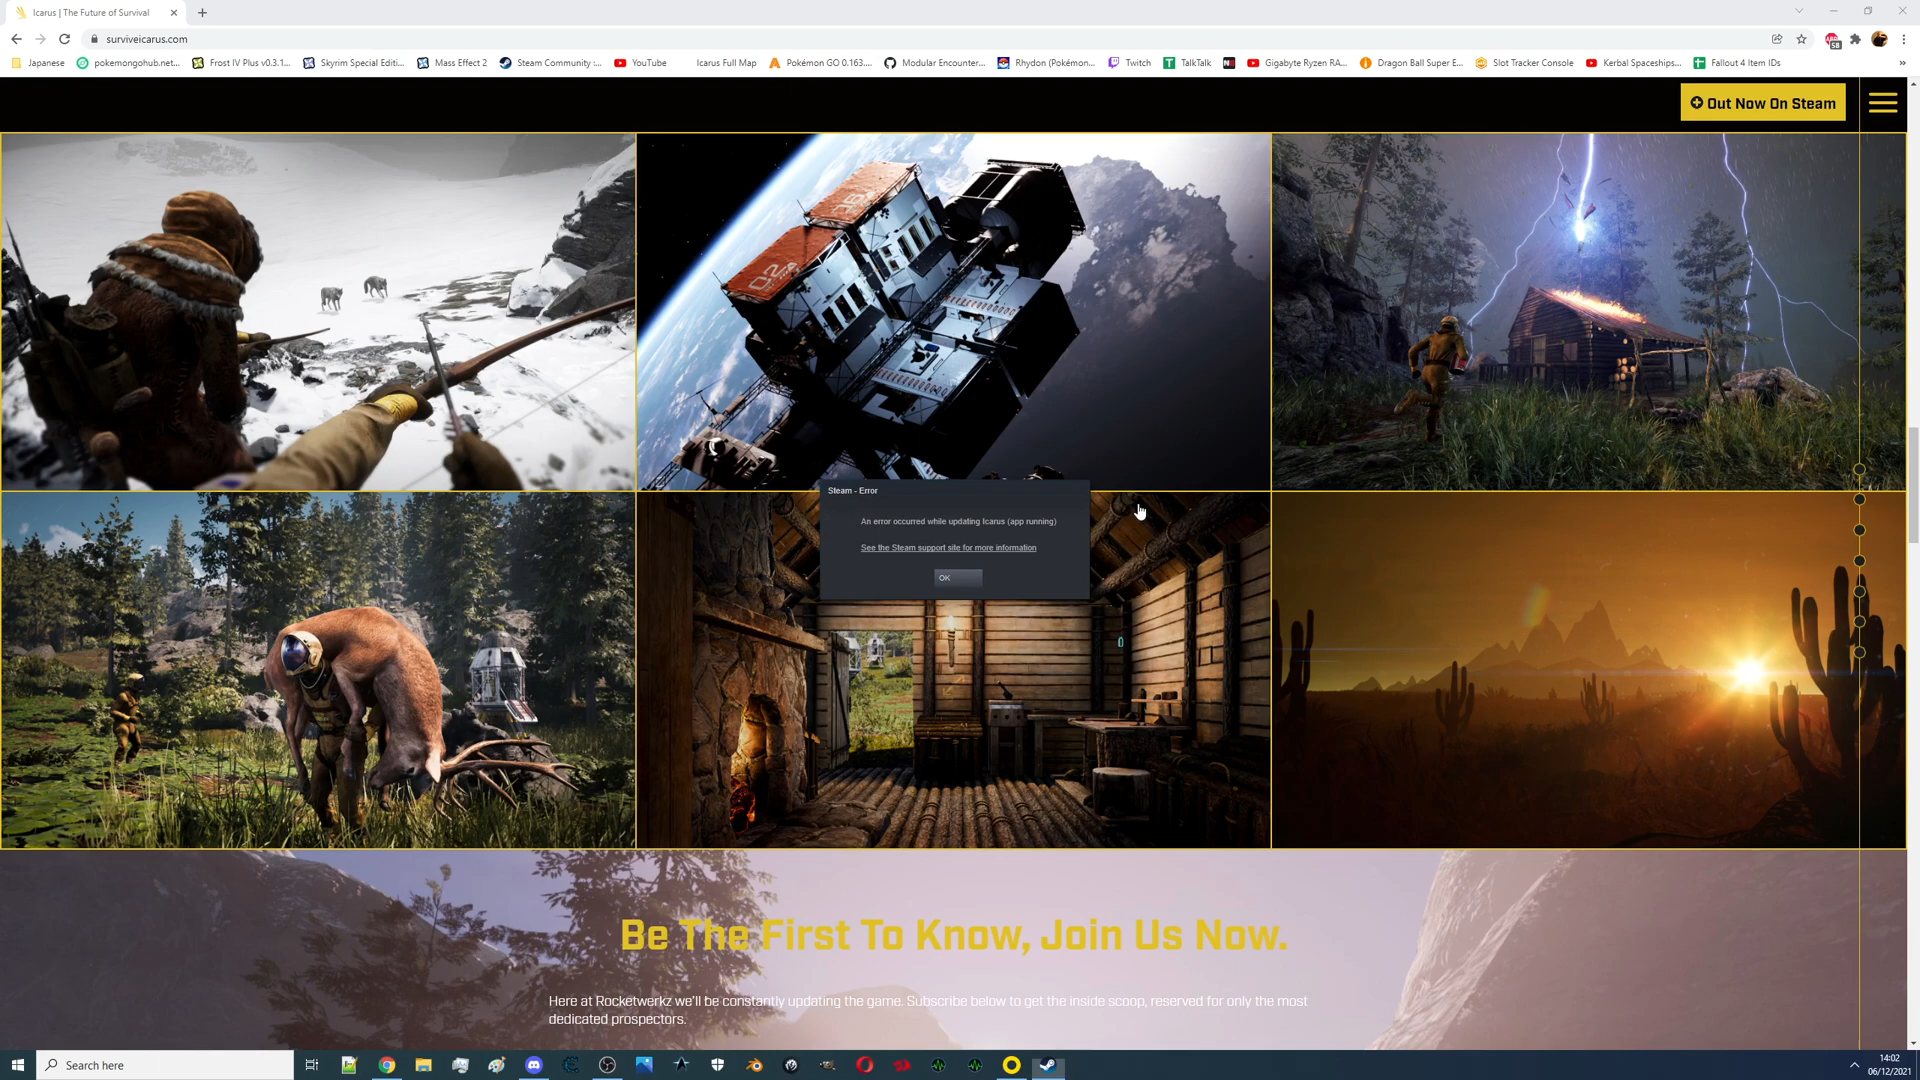 Icarus | The Future of Survival
surviveicarus.com
58
Japanese
pokemongohub.net...
Frost IV Plus v0.3.1...
Skyrim Special Editi...
Mass Effect 2
Steam Community :...
YouTube
Icarus Full Map
Pokémon GO 0.163....
Modular Encounter...
Rhydon (Pokémon...
Twitch
TalkTalk
Gigabyte Ryzen RA...
Dragon Ball Super E...
Slot Tracker Console
Kerbal Spaceships...
Fallout 4 Item IDs
Out Now On Steam
02
Steam - Error
An error occurred while updating Icarus (app running)
See the Steam support site for more information
OK
Be The First To Know, Join Us Now.
Here at Rocketwerkz we'll be constantly updating the game. Subscribe below to get the inside scoop, reserved for only the most
dedicated prospectors.
Search here
14:02
06/12/2021